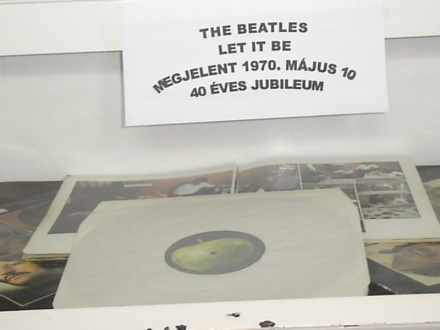 THE BEATLES
LET IT BE
MEGJELENT 1970. MÁJUS 10
40 ÉVES JUBILEUM